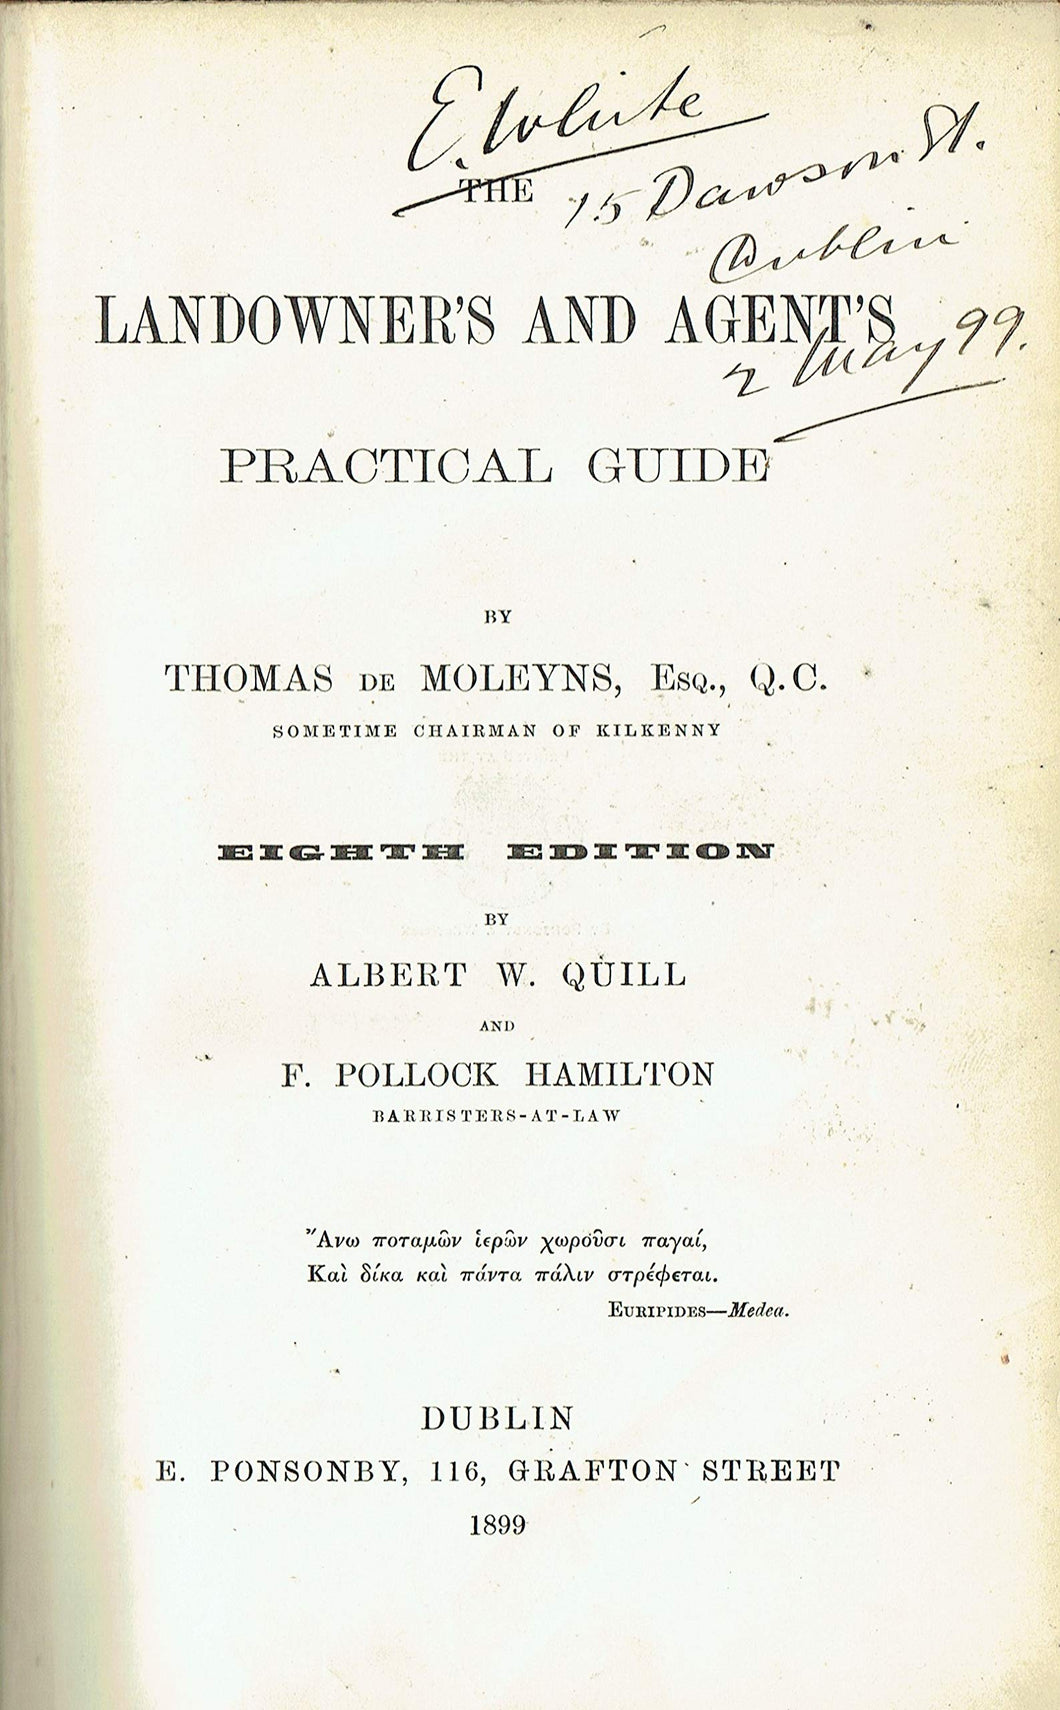 E. White
15 Dawson St.
Dublin
2 May 99.
THE
LANDOWNER'S AND AGENT'S
PRACTICAL GUIDE
BY
THOMAS DE MOLEYNS, Esq., Q.C.
SOMETIME CHAIRMAN OF KILKENNY
EIGHTH EDITION
BY
ALBERT W. QUILL
AND
F. POLLOCK HAMILTON
BARRISTERS-AT-LAW
Ἄνω ποταμῶν ἱερῶν χωροῦσι παγαί,
Καὶ δίκα καὶ πάντα πάλιν στρέφεται.
EURIPIDES—Medea.
DUBLIN
E. PONSONBY, 116, GRAFTON STREET
1899